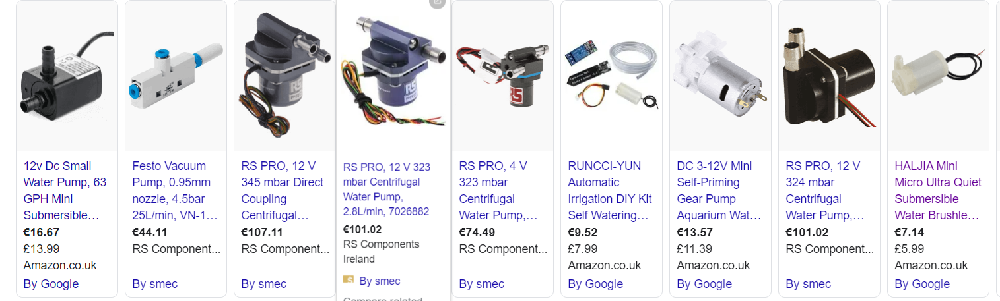 12v Dc Small
Water Pump, 63
GPH Mini
Submersible…
€16.67
£13.99
Amazon.co.uk
By Google
Festo Vacuum
Pump, 0.95mm
nozzle, 4.5bar
25L/min, VN-1…
€44.11
RS Component...
By smec
RS PRO, 12 V
345 mbar Direct
Coupling
Centrifugal…
€107.11
RS Component...
By smec
RS PRO, 12 V 323
mbar Centrifugal
Water Pump,
2.8L/min, 7026882
€101.02
RS Components
Ireland
By smec
Compare related
RS PRO, 4 V
323 mbar
Centrifugal
Water Pump,…
€74.49
RS Component...
By smec
RUNCCI-YUN
Automatic
Irrigation DIY Kit
Self Watering…
€9.52
£7.99
Amazon.co.uk
By Google
DC 3-12V Mini
Self-Priming
Gear Pump
Aquarium Wat…
€13.57
£11.39
Amazon.co.uk
By Google
RS PRO, 12 V
324 mbar
Centrifugal
Water Pump,…
€101.02
RS Component...
By smec
HALJIA Mini
Micro Ultra Quiet
Submersible
Water Brushle…
€7.14
£5.99
Amazon.co.uk
By Google